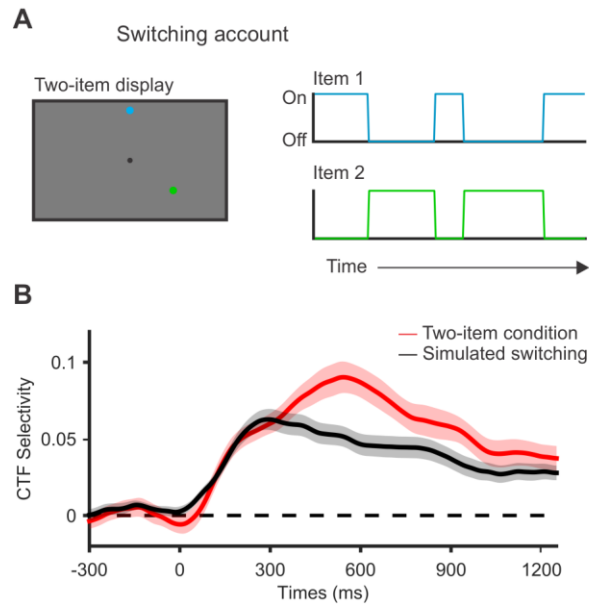 A
Switching account
Two-item display
Item 1
On
Off
Item 2
Time
B
Two-item condition
Simulated switching
CTF Selectivity
0.1
0.05
0
-300 0 300 600 900 1200
Times (ms)